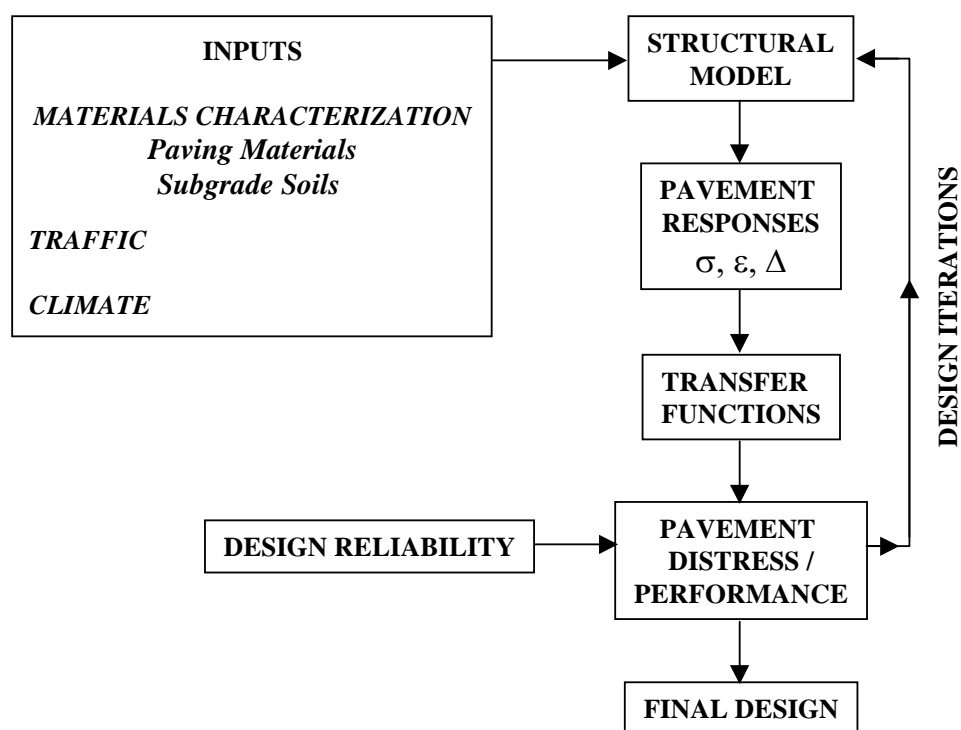 INPUTS
MATERIALS CHARACTERIZATION
Paving Materials
Subgrade Soils
TRAFFIC
CLIMATE
STRUCTURAL
MODEL
PAVEMENT
RESPONSES
σ, ε, Δ
TRANSFER
FUNCTIONS
DESIGN RELIABILITY
PAVEMENT
DISTRESS /
PERFORMANCE
FINAL DESIGN
DESIGN ITERATIONS